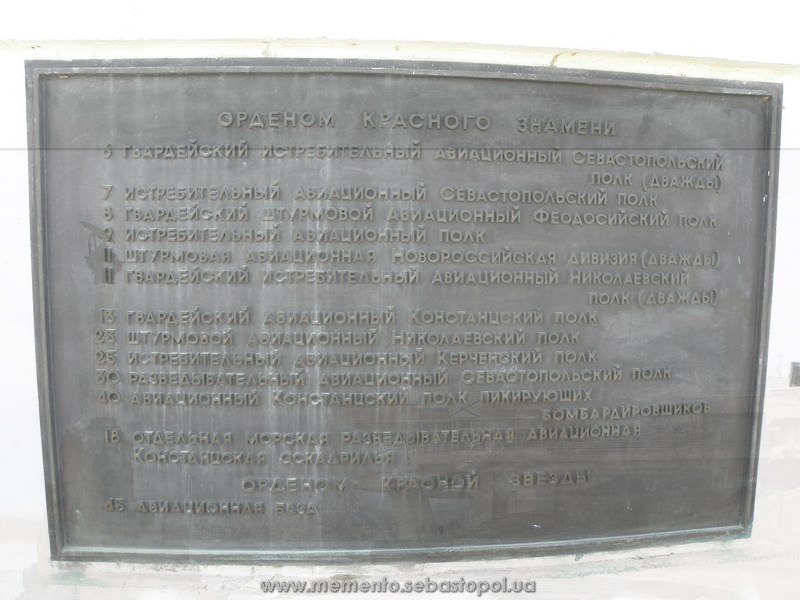 ОРДЕНОМ КРАСНОГО ЗНАМЕНИ
6 ГВАРДЕЙСКИЙ ИСТРЕБИТЕЛЬНЫЙ АВИАЦИОННЫЙ СЕВАСТОПОЛЬСКИЙ
ПОЛК (ДВАЖДЫ)
7 ИСТРЕБИТЕЛЬНЫЙ АВИАЦИОННЫЙ СЕВАСТОПОЛЬСКИЙ ПОЛК
8 ГВАРДЕЙСКИЙ ШТУРМОВОЙ АВИАЦИОННЫЙ ФЕОДОСИЙСКИЙ ПОЛК
9 ИСТРЕБИТЕЛЬНЫЙ АВИАЦИОННЫЙ ПОЛК
11 ШТУРМОВАЯ АВИАЦИОННАЯ НОВОРОССИЙСКАЯ ДИВИЗИЯ (ДВАЖДЫ)
11 ГВАРДЕЙСКИЙ ИСТРЕБИТЕЛЬНЫЙ АВИАЦИОННЫЙ НИКОЛАЕВСКИЙ
ПОЛК (ДВАЖДЫ)
13 ГВАРДЕЙСКИЙ АВИАЦИОННЫЙ КОНСТАНЦСКИЙ ПОЛК
23 ШТУРМОВОЙ АВИАЦИОННЫЙ НИКОЛАЕВСКИЙ ПОЛК
25 ИСТРЕБИТЕЛЬНЫЙ АВИАЦИОННЫЙ КЕРЧЕНСКИЙ ПОЛК
30 РАЗВЕДЫВАТЕЛЬНЫЙ АВИАЦИОННЫЙ СЕВАСТОПОЛЬСКИЙ ПОЛК
40 АВИАЦИОННЫЙ КОНСТАНЦСКИЙ ПОЛК ПИКИРУЮЩИХ
БОМБАРДИРОВЩИКОВ
18 ОТДЕЛЬНАЯ МОРСКАЯ РАЗВЕДЫВАТЕЛЬНАЯ АВИАЦИОННАЯ
КОНСТАНЦСКАЯ ЭСКАДРИЛЬЯ
ОРДЕНОМ КРАСНОЙ ЗВЕЗДЫ
45 АВИАЦИОННАЯ БАЗА
www.memento.sebastopol.ua